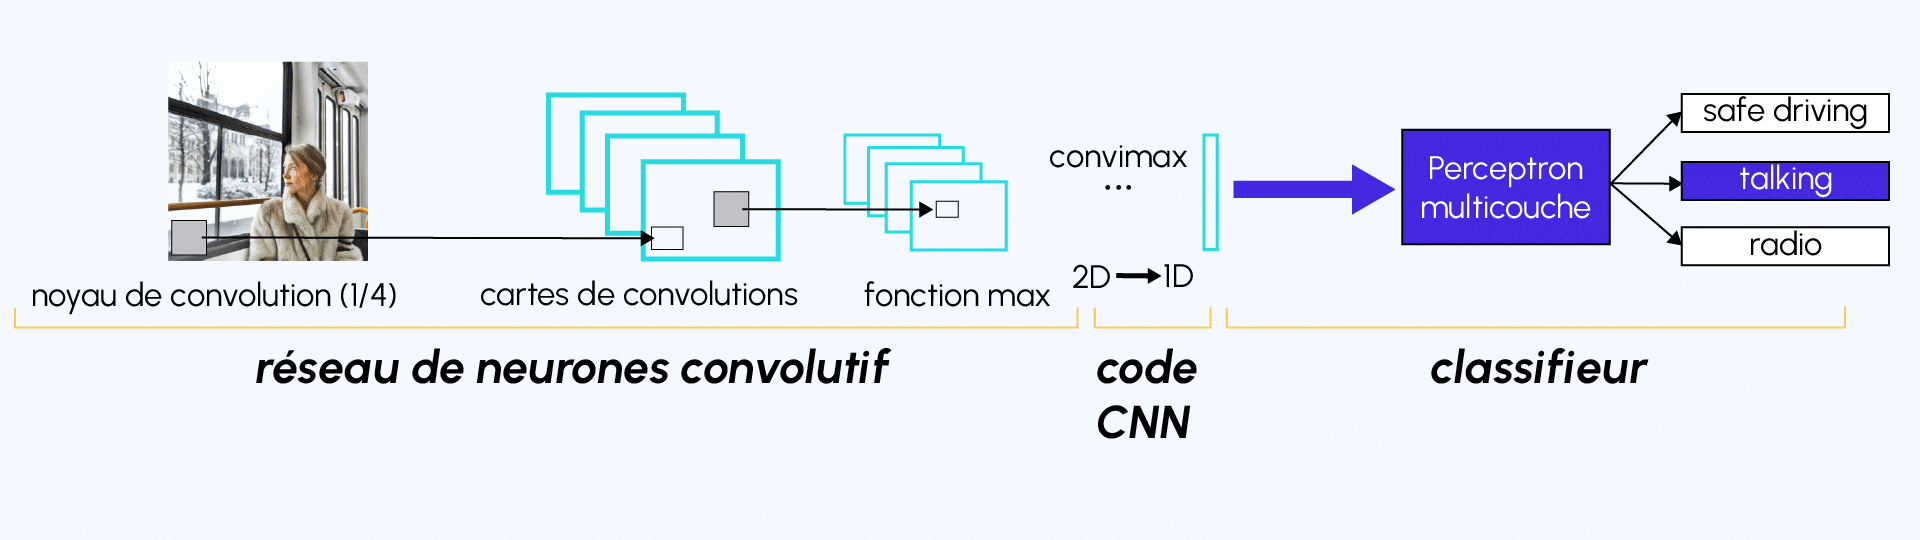 noyau de convolution (1/4)
cartes de convolutions
fonction max
convimax
...
2D
1D
Perceptron
multicouche
safe driving
talking
radio
réseau de neurones convolutif
code
CNN
classifieur